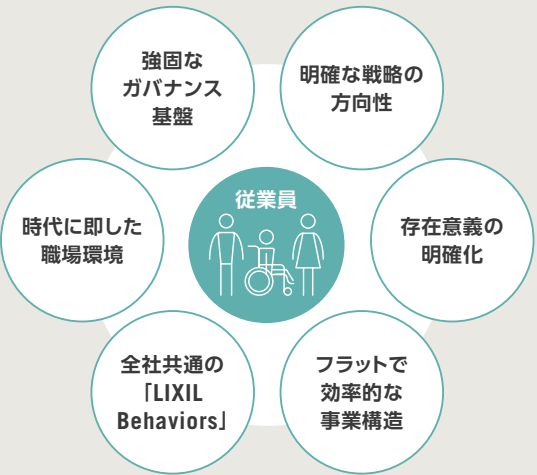 強固な
ガバナンス
基盤
明確な戦略の
方向性
従業員
時代に即した
職場環境
存在意義の
明確化
全社共通の
「LIXIL
Behaviors」
フラットで
効率的な
事業構造